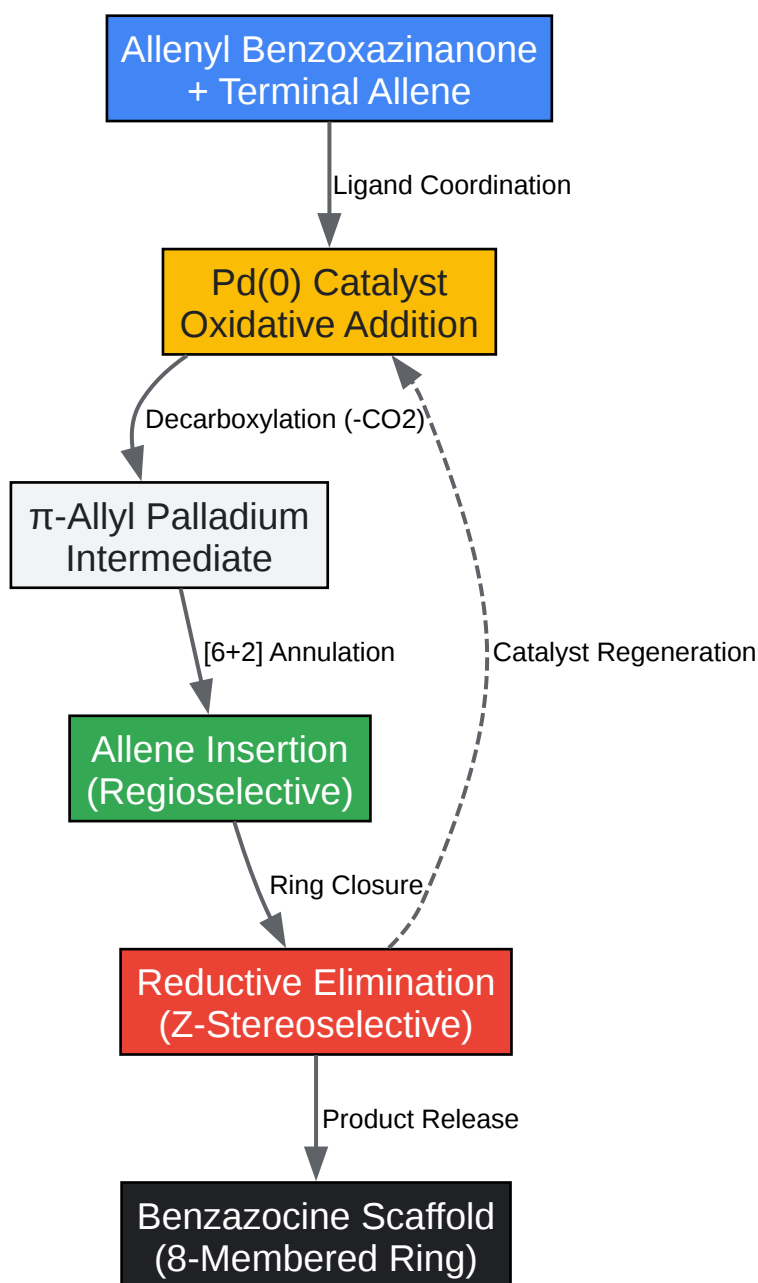 Allenyl Benzoxazinanone
+ Terminal Allene
Ligand Coordination
Pd(0) Catalyst
Oxidative Addition
Decarboxylation (-CO2)
π-Allyl Palladium
Intermediate
[6+2] Annulation
Catalyst Regeneration
Allene Insertion
(Regioselective)
Ring Closure
Reductive Elimination
(Z-Stereoselective)
Product Release
Benzazocine Scaffold
(8-Membered Ring)